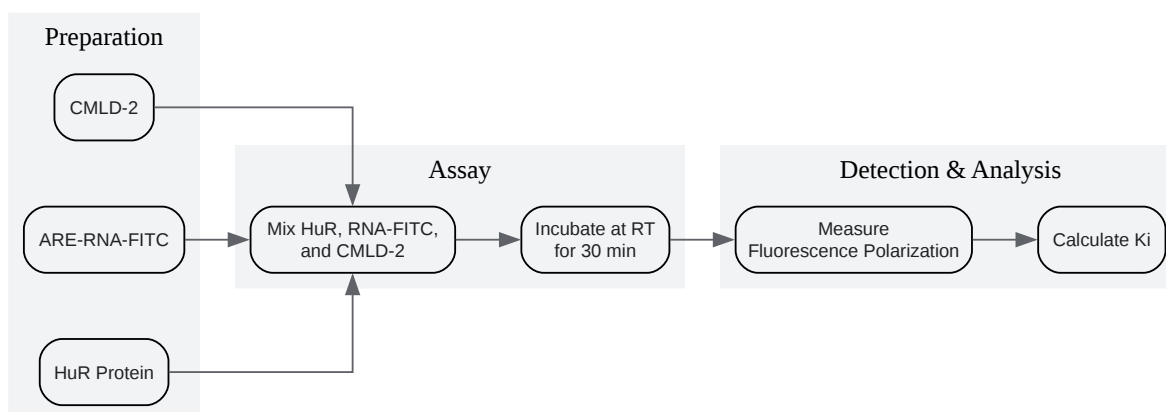 Preparation
CMLD-2
ARE-RNA-FITC
HuR Protein
Assay
Mix HuR, RNA-FITC,
and CMLD-2
Incubate at RT
for 30 min
Detection & Analysis
Measure
Fluorescence Polarization
Calculate Ki